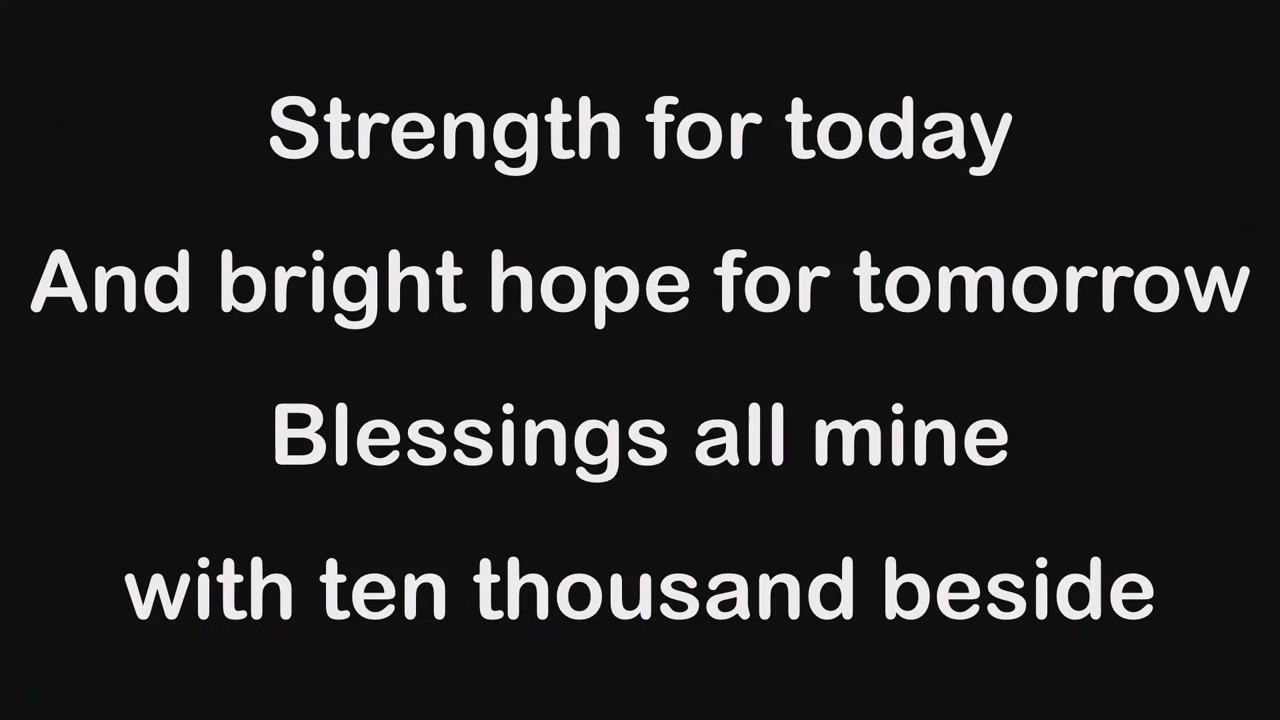 Strength for today
And bright hope for tomorrow
Blessings all mine
with ten thousand beside